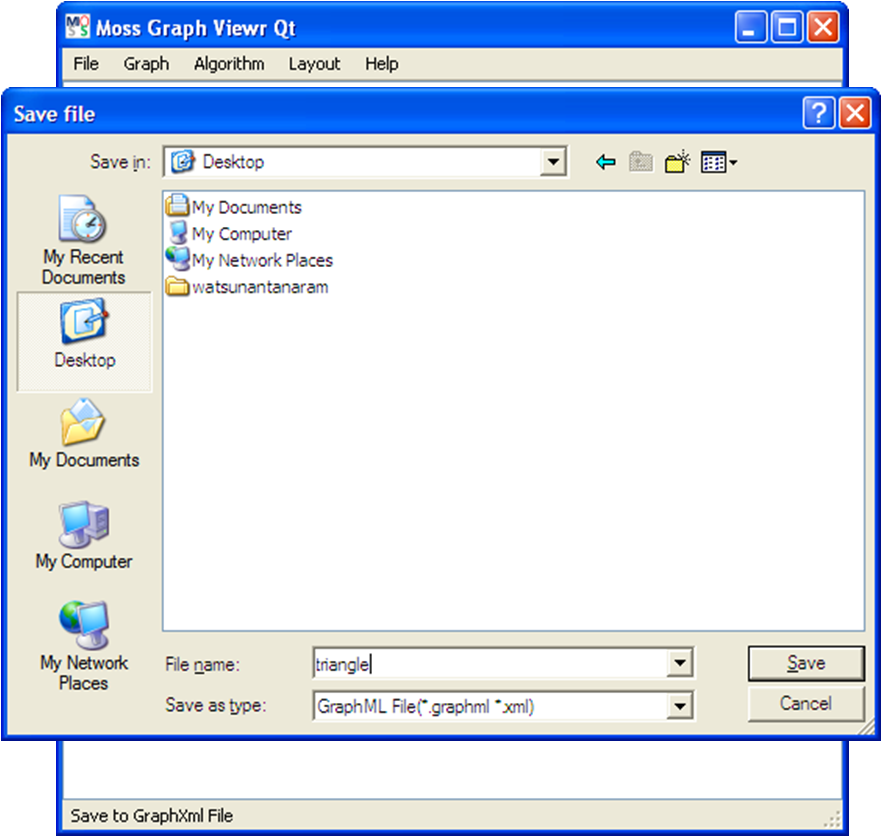 MOSS Moss Graph Viewr Qt
File Graph Algorithm Layout Help
Save file
Save in: Desktop
My Recent
Documents
Desktop
My Documents
My Computer
My Network
Places
My Documents
My Computer
My Network Places
watsunantanaram
File name: triangle
Save as type: GraphML File(*.graphml *.xml)
Save
Cancel
Save to GraphXml File